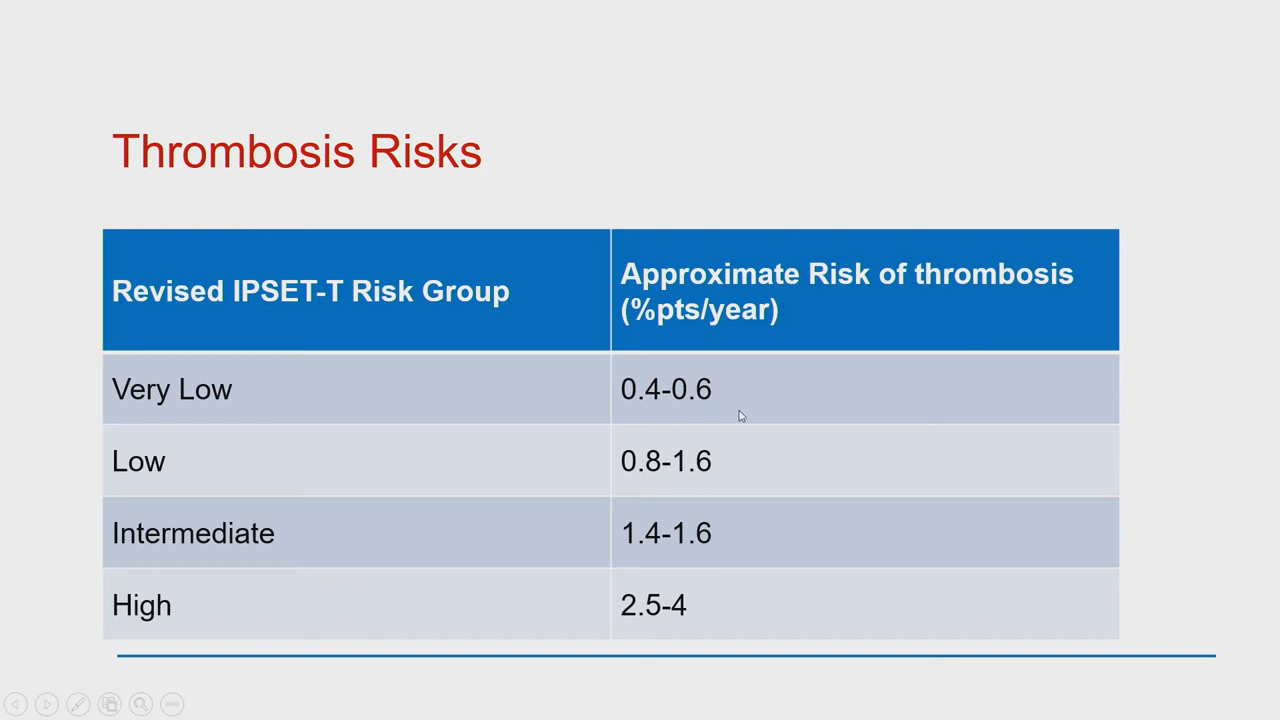 Thrombosis Risks
Revised IPSET-T Risk Group
Approximate Risk of thrombosis
(%pts/year)
Very Low
0.4-0.6
Low
0.8-1.6
Intermediate
1.4-1.6
High
2.5-4